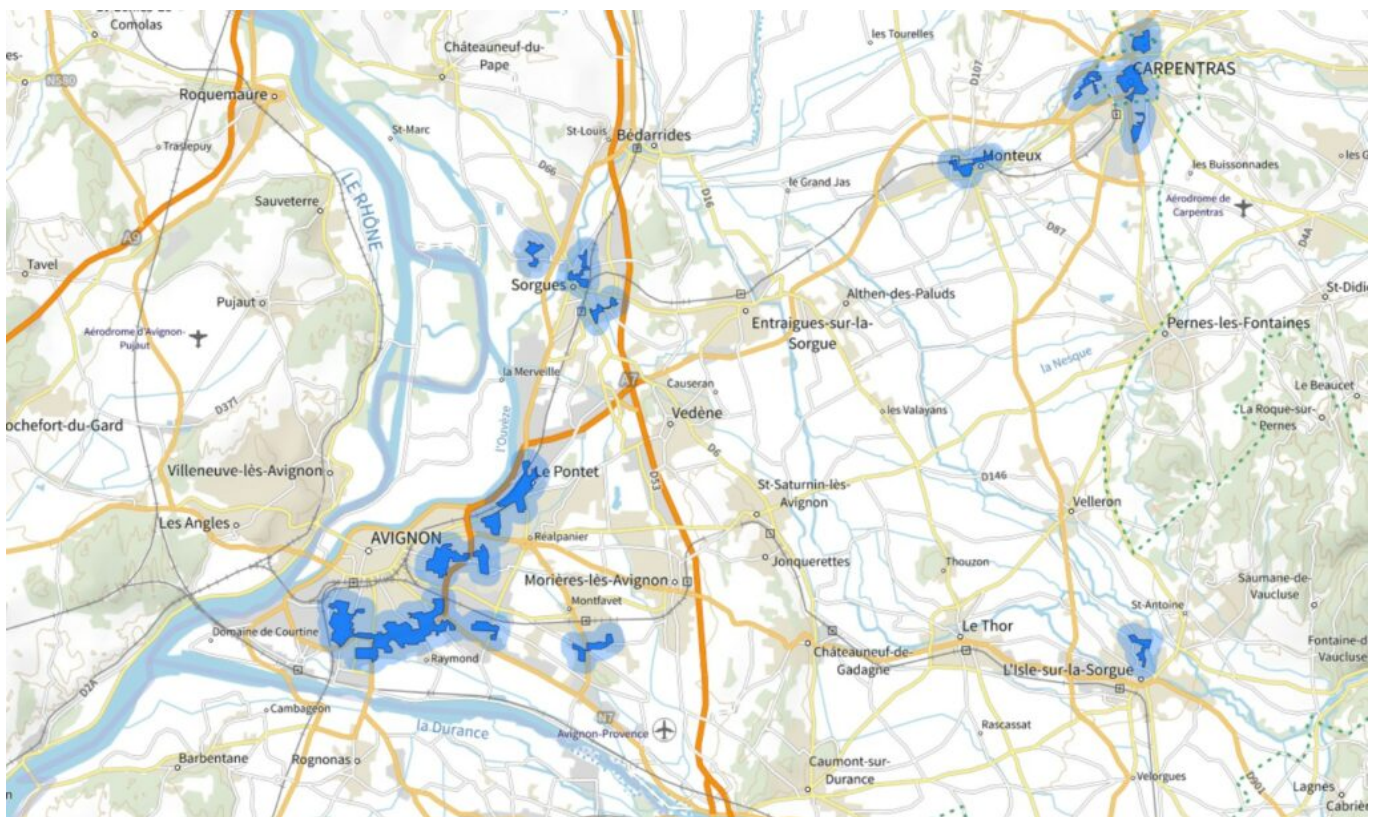 Comolas
Châteauneuf-du-
Pape
les Tourelles
D107
CARPENTRAS
N580
Roquemaure
St-Marc
St-Louis
Bédarrides
Traslepuy
D66
Monteux
les Buissonnades
les G
LE RHÔNE
le Grand Jas
D16
Sauveterre
Aérodrome de
Carpentras
A9
D87
D4A
Tavel
Sorgues
Pujaut
Althen-des-Paluds
St-Didie
Aérodrome d'Avignon-
Pujaut
Entraigues-sur-la-
Sorgue
Pernes-les-Fontaines
la Merveille
A7
Causeran
la Nesque
Le Beaucet
D371
l'Ouvèze
Vedène
les Valayans
La Roque-sur-
Pernes
ochefort-du-Gard
D6
Villeneuve-lès-Avignon
Le Pontet
D53
D146
St-Saturnin-lès-
Avignon
Velleron
Les Angles
AVIGNON
Réalpanier
Jonquerettes
Thouzon
Morières-lès-Avignon
Saumane-de-
Vaucluse
Montfavet
St-Antoine
Domaine de Courtine
Le Thor
Fontaine-d
Vaucluse
Raymond
Châteauneuf-de-
Gadagne
L'Isle-sur-la-Sorgue
D2A
Cambageon
la Durance
N7
Avignon-Provence
Rascassat
Barbentane
Rognonas
Caumont-sur-
Durance
Velorgues
D901
Lagnes
Cabrièr